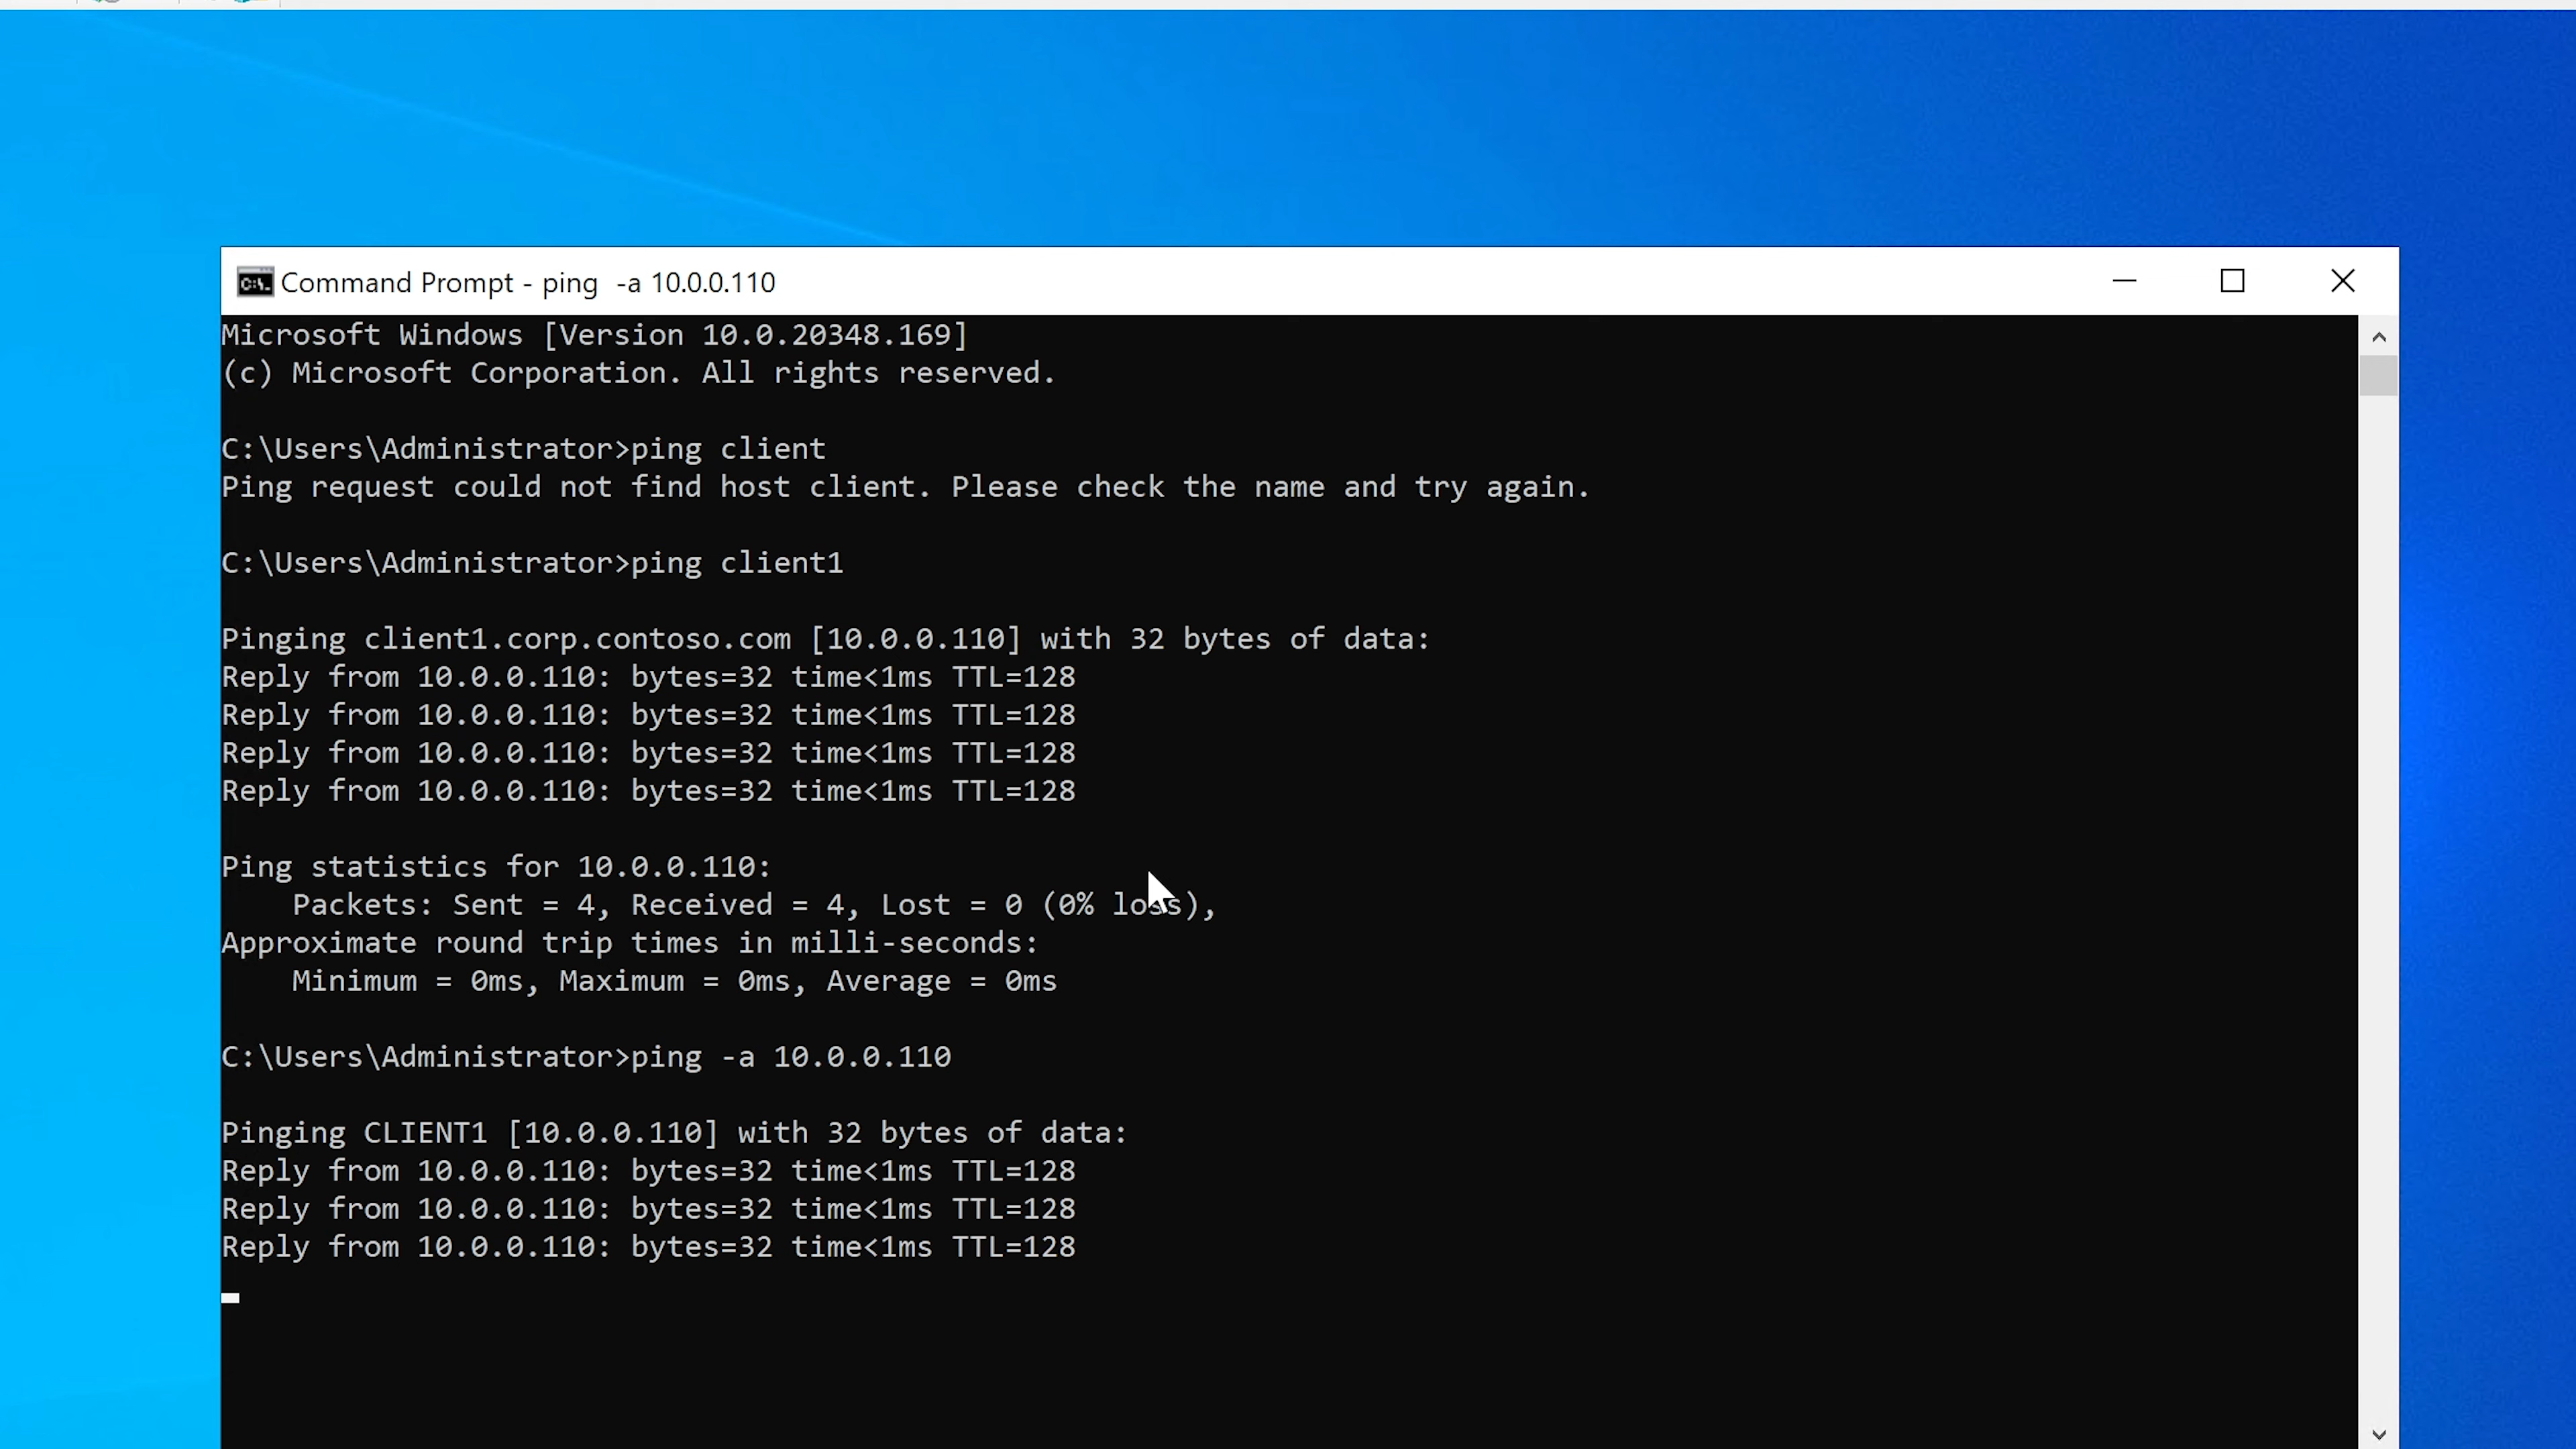 Command Prompt - ping  -a 10.0.0.110
Microsoft Windows [Version 10.0.20348.169]
(c) Microsoft Corporation. All rights reserved.
C:\Users\Administrator>ping client
Ping request could not find host client. Please check the name and try again.
C:\Users\Administrator>ping client1
Pinging client1.corp.contoso.com [10.0.0.110] with 32 bytes of data:
Reply from 10.0.0.110: bytes=32 time<1ms TTL=128
Reply from 10.0.0.110: bytes=32 time<1ms TTL=128
Reply from 10.0.0.110: bytes=32 time<1ms TTL=128
Reply from 10.0.0.110: bytes=32 time<1ms TTL=128
Ping statistics for 10.0.0.110:
    Packets: Sent = 4, Received = 4, Lost = 0 (0% loss),
Approximate round trip times in milli-seconds:
    Minimum = 0ms, Maximum = 0ms, Average = 0ms
C:\Users\Administrator>ping -a 10.0.0.110
Pinging CLIENT1 [10.0.0.110] with 32 bytes of data:
Reply from 10.0.0.110: bytes=32 time<1ms TTL=128
Reply from 10.0.0.110: bytes=32 time<1ms TTL=128
Reply from 10.0.0.110: bytes=32 time<1ms TTL=128